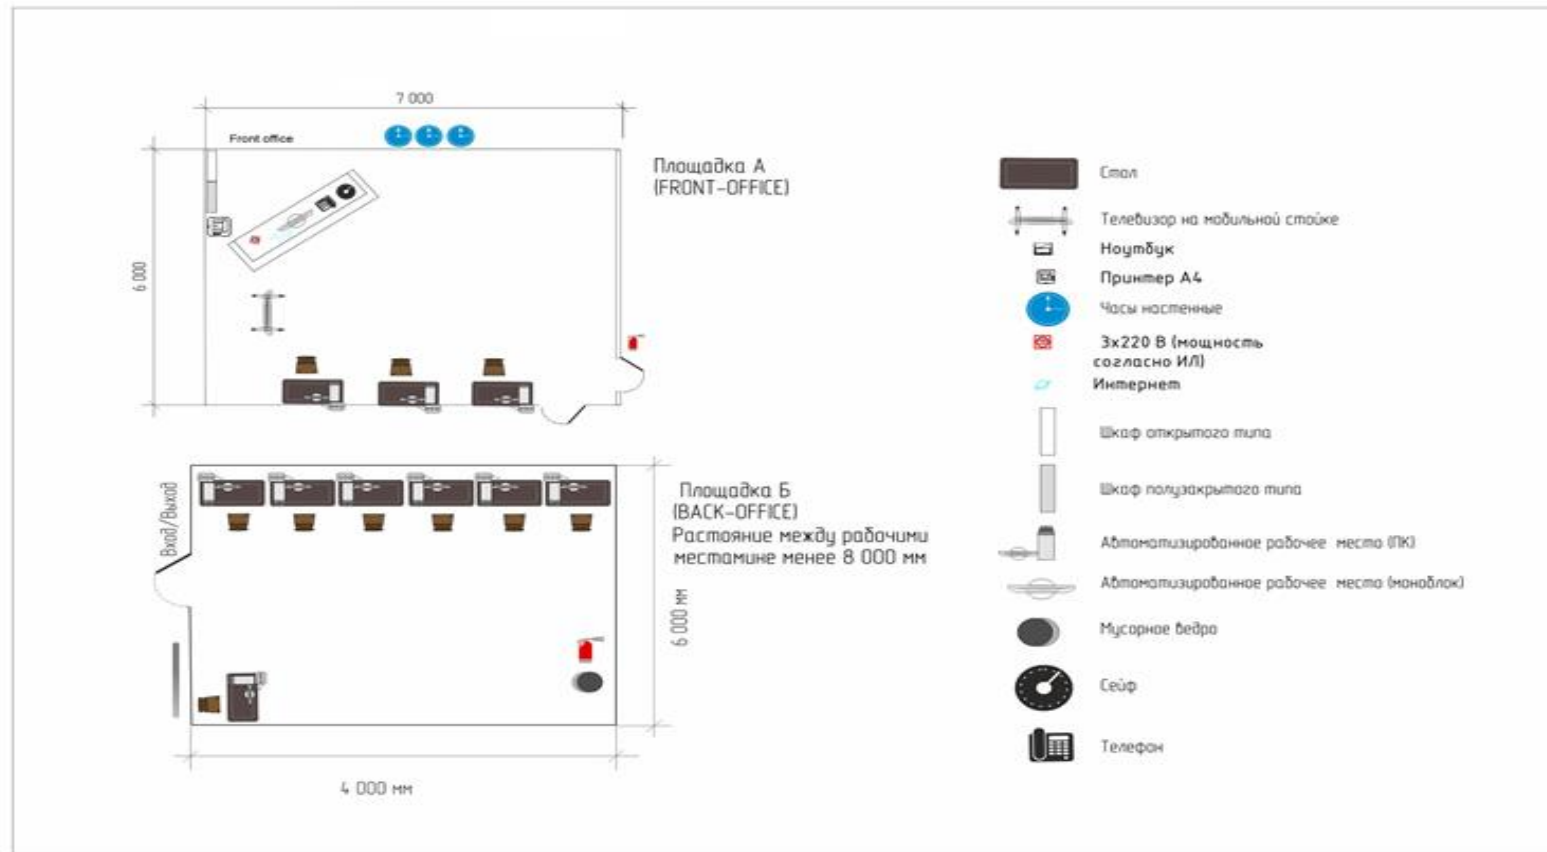 7 000
Front office
6 000
Площадка А
(FRONT-OFFICE)
Вход/Выход
Площадка Б
(BACK-OFFICE)
Растояние между рабочими
местамине менее 8 000 мм
6 000 мм
4 000 мм
Стол
Телевизор на мобильной стойке
Ноутбук
Принтер А4
Часы настенные
3х220 В (мощность
согласно ИЛ)
Интернет
Шкаф открытого типа
Шкаф полузакрытого типа
Автоматизированное рабочее место (ПК)
Автоматизированное рабочее место (моноблок)
Мусорное ведро
Сейф
Телефон